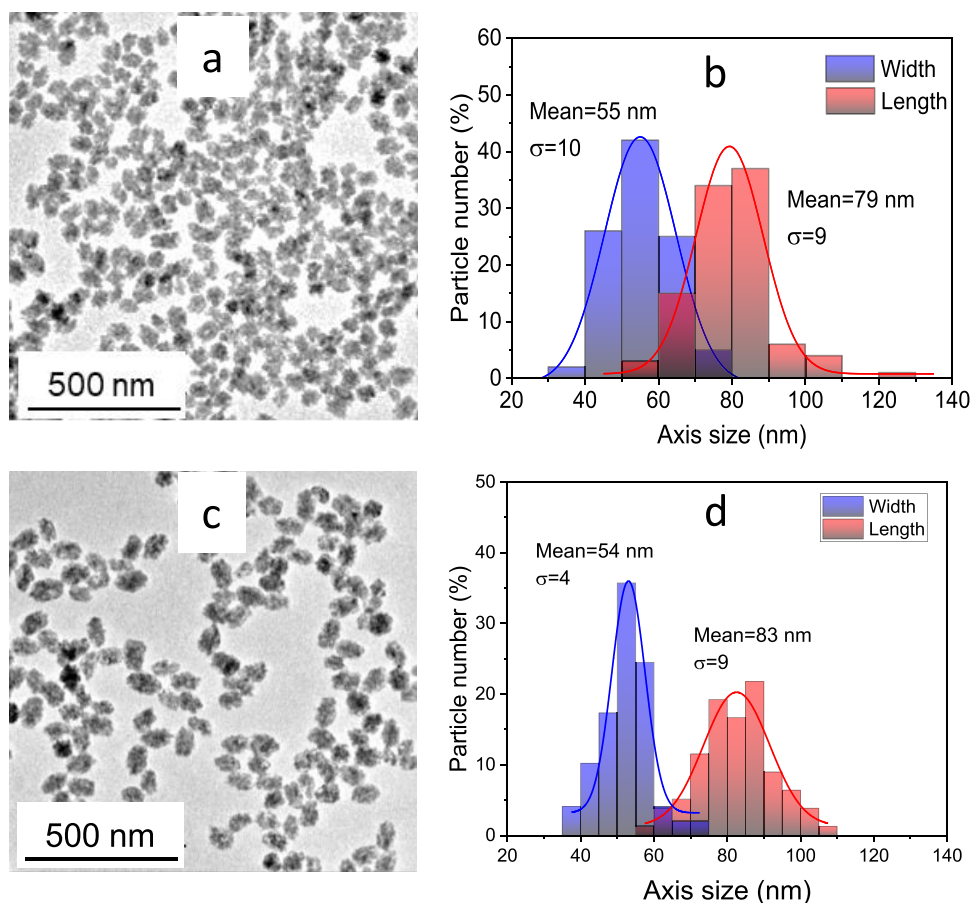 a
500 nm
b
Width
Length
Mean=55 nm
σ=10
Mean=79 nm
σ=9
Particle number (%)
60
50
40
30
20
10
0
20 40 60 80 100 120 140
Axis size (nm)
c
500 nm
d
Width
Length
Mean=54 nm
σ=4
Mean=83 nm
σ=9
Particle number (%)
50
40
30
20
10
0
20 40 60 80 100 120 140
Axis size (nm)